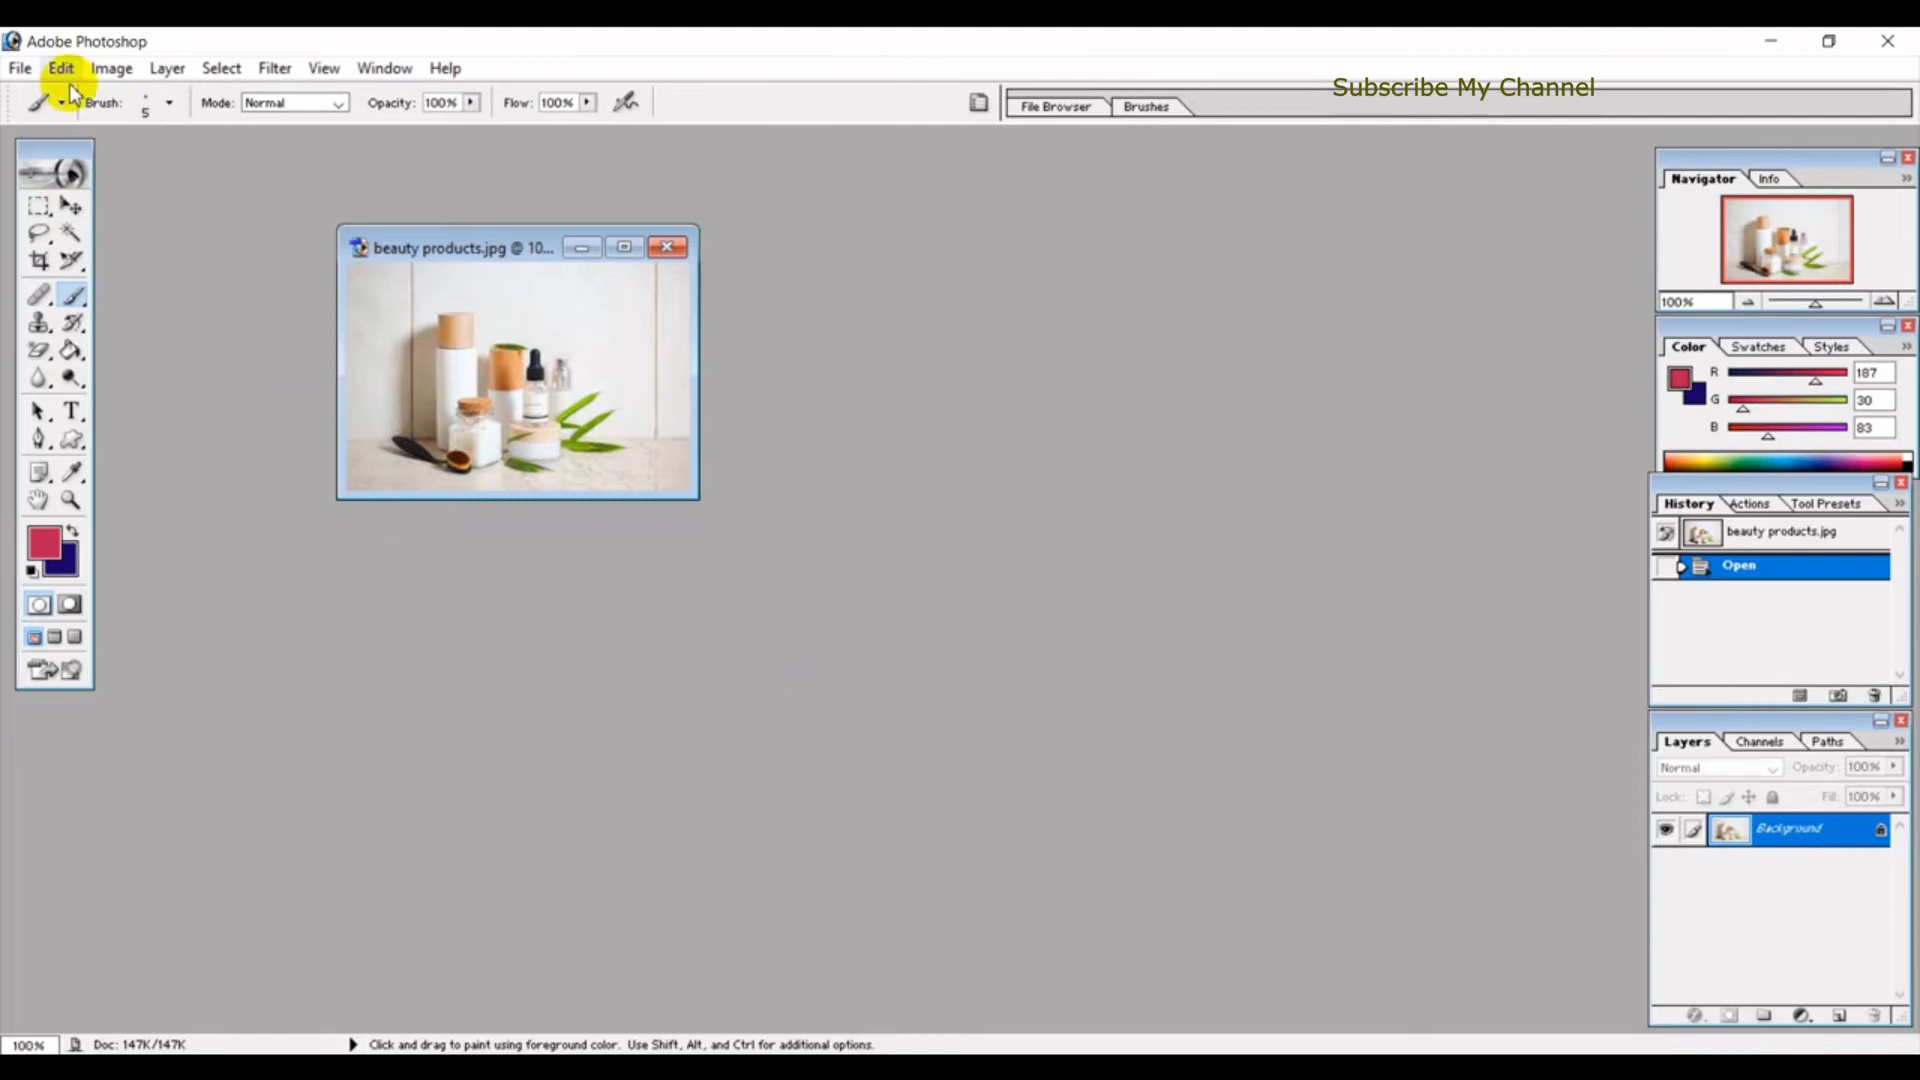 Adobe Photoshop
File Edit Image Layer Select Filter View Window Help
Subscribe My Channel
Brush: 5 Mode: Normal Opacity: 100% Flow: 100% File Browser Brushes
Navigator Info
beauty products.jpg @ 10...
100%
Color Swatches Styles
R 187
G 30
B 83
History Actions Tool Presets
beauty products.jpg
Open
Layers Channels Paths
Normal Opacity: 100%
Lock: Fill: 100%
Background
100% Doc: 147K/147K Click and drag to paint using foreground color. Use Shift, Alt, and Ctrl for additional options.